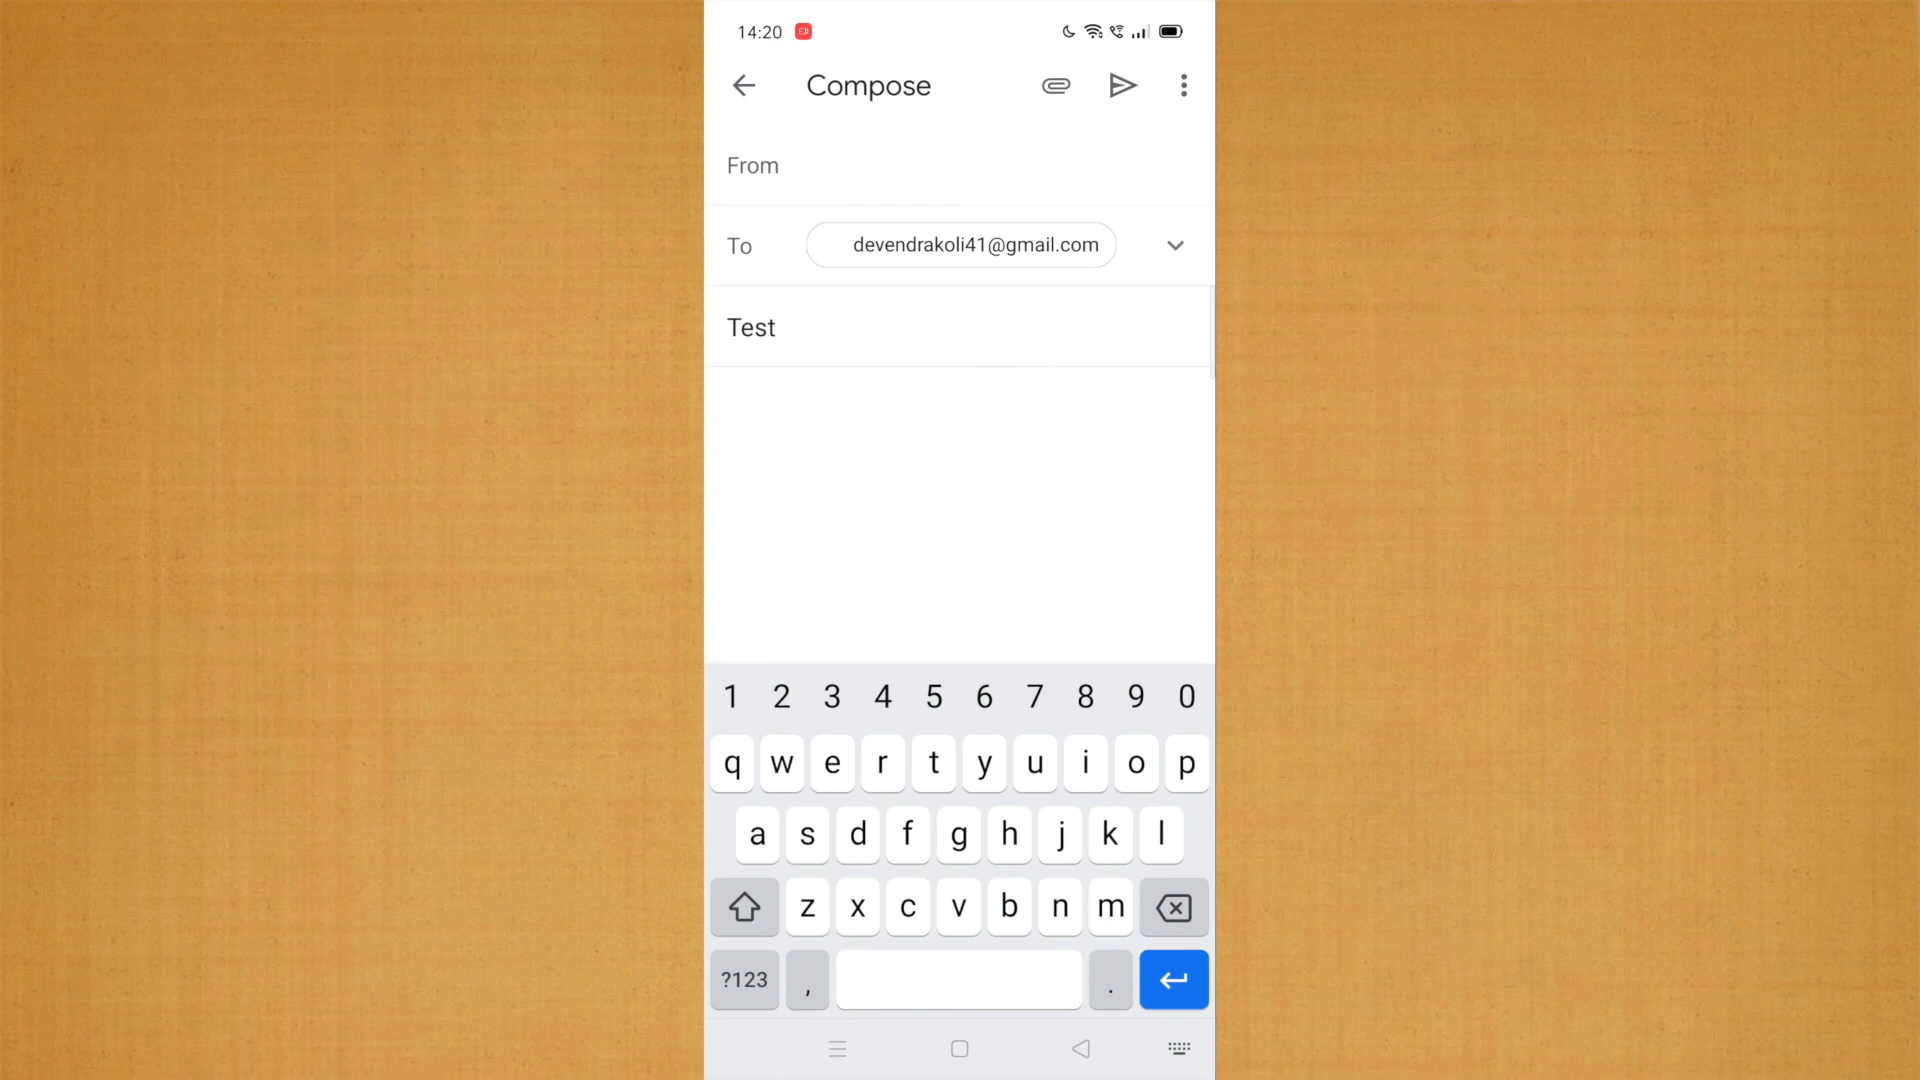 14:20
Compose
From
To devendrakoli41@gmail.com
Test
1 2 3 4 5 6 7 8 9 0
q w e r t y u i o p
a s d f g h j k l
z x c v b n m
?123 , .